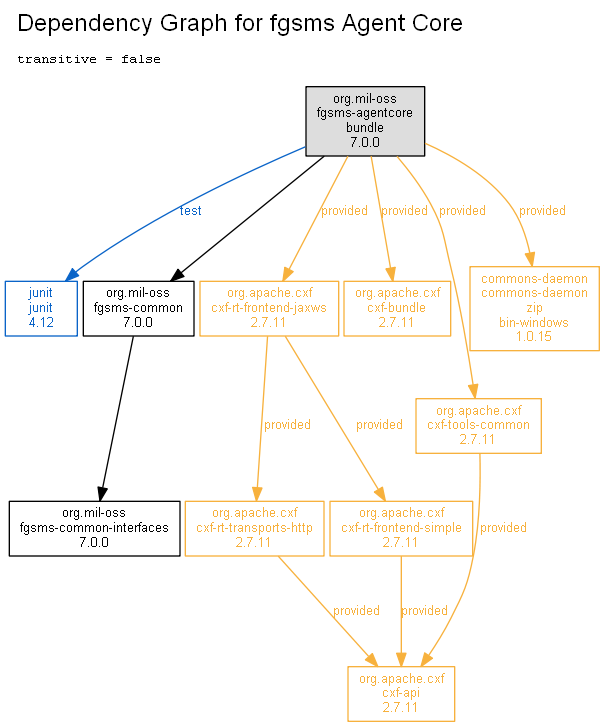 Dependency Graph for fgsms Agent Core
transitive = false
org.mil-oss
fgsms-agentcore
bundle
7.0.0
test
provided
provided
provided
provided
junit
junit
4.12
org.mil-oss
fgsms-common
7.0.0
org.apache.cxf
cxf-rt-frontend-jaxws
2.7.11
org.apache.cxf
cxf-bundle
2.7.11
commons-daemon
commons-daemon
zip
bin-windows
1.0.15
provided
provided
org.apache.cxf
cxf-tools-common
2.7.11
org.mil-oss
fgsms-common-interfaces
7.0.0
org.apache.cxf
cxf-rt-transports-http
2.7.11
org.apache.cxf
cxf-rt-frontend-simple
2.7.11
provided
provided
provided
org.apache.cxf
cxf-api
2.7.11